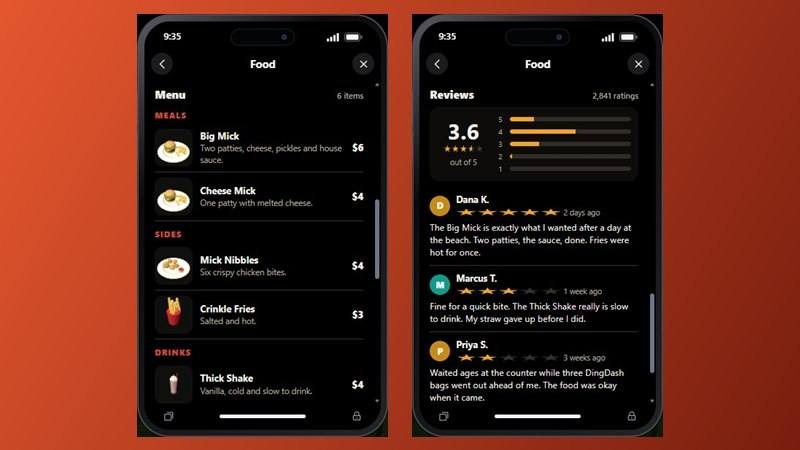 9:35
Food
Menu
6 items
MEALS
Big Mick
Two patties, cheese, pickles and house
sauce.
$6
Cheese Mick
One patty with melted cheese.
$4
SIDES
Mick Nibbles
Six crispy chicken bites.
$4
Crinkle Fries
Salted and hot.
$3
DRINKS
Thick Shake
Vanilla, cold and slow to drink.
$4
9:35
Food
Reviews
2,841 ratings
3.6
out of 5
5
4
3
2
1
D
Dana K.
2 days ago
The Big Mick is exactly what I wanted after a day at
the beach. Two patties, the sauce, done. Fries were
hot for once.
M
Marcus T.
1 week ago
Fine for a quick bite. The Thick Shake really is slow
to drink. My straw gave up before I did.
P
Priya S.
3 weeks ago
Waited ages at the counter while three DingDash
bags went out ahead of me. The food was okay
when it came.